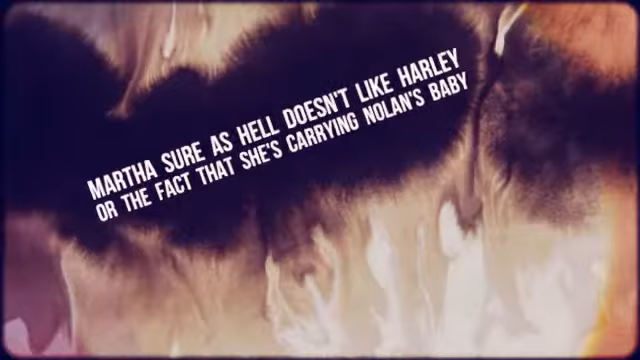 MARTHA SURE AS HELL DOESN'T LIKE HARLEY
OR THE FACT THAT SHE'S CARRYING NOLAN'S BABY